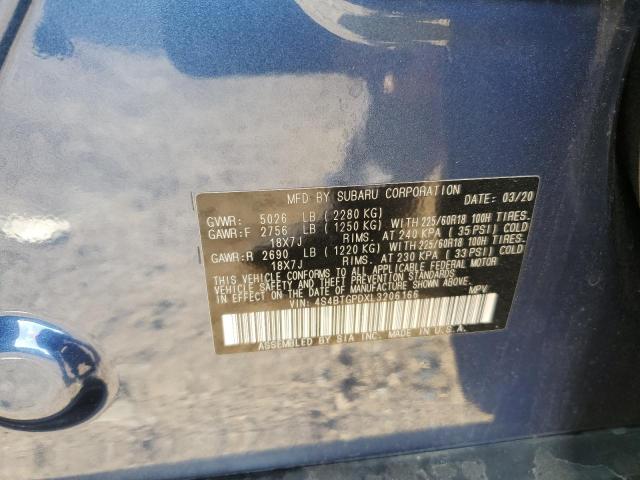 MFD BY SUBARU CORPORATION DATE: 03/20
GVWR: 5026 LB ( 2280 KG)
GAWR:F 2756 LB ( 1250 KG) WITH 225/60R18 100H TIRES.
18X7J RIMS. AT 240 KPA ( 35 PSI) COLD
GAWR:R 2690 LB ( 1220 KG) WITH 225/60R18 100H TIRES.
18X7J RIMS. AT 230 KPA ( 33 PSI) COLD
THIS VEHICLE CONFORMS TO ALL APPLICABLE FEDERAL MOTOR
VEHICLE SAFETY STANDARDS IN EFFECT ON THE DATE OF
MANUFACTURE SHOWN ABOVE.
VIN: 4S4BTGPDXL3206166 MPV
ASSEMBLED BY SIA INC. MADE IN U.S.A.